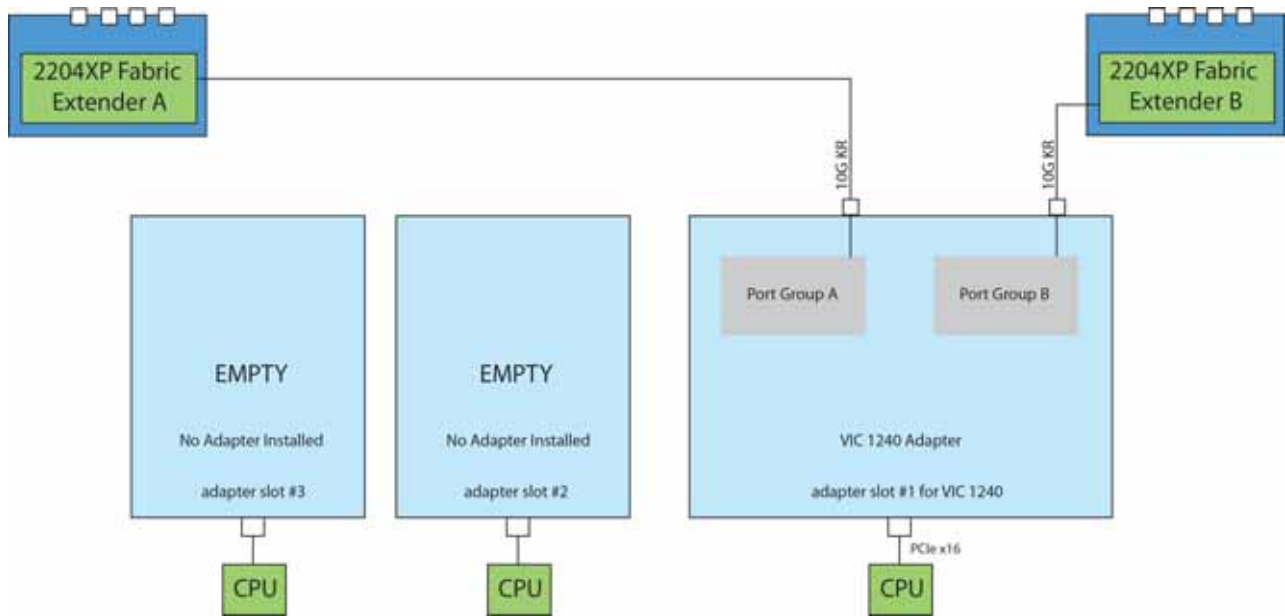 2204XP Fabric
Extender A
2204XP Fabric
Extender B
10G KR
10G KR
Port Group A
Port Group B
EMPTY
EMPTY
No Adapter Installed
No Adapter Installed
VIC 1240 Adapter
adapter slot #3
adapter slot #2
adapter slot #1 for VIC 1240
PCIe x16
CPU
CPU
CPU